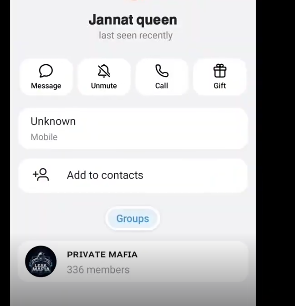 Jannat queen
last seen recently
Message
Unmute
Call
Gift
Unknown
Mobile
Add to contacts
Groups
PRIVATE MAFIA
336 members